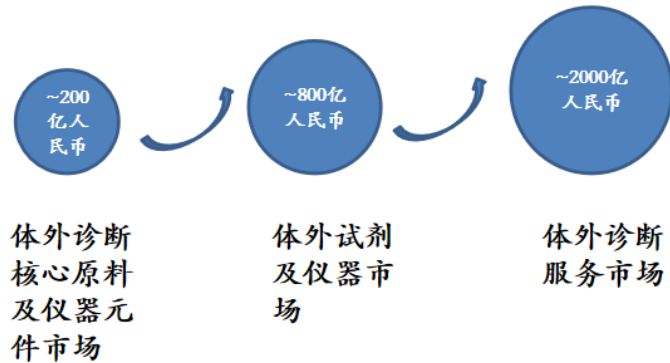 ~200
亿人
民币
~800亿
人民币
~2000亿
人民币
体外诊断
核心原料
及仪器元
件市场
体外试剂
及仪器市
场
体外诊断
服务市场